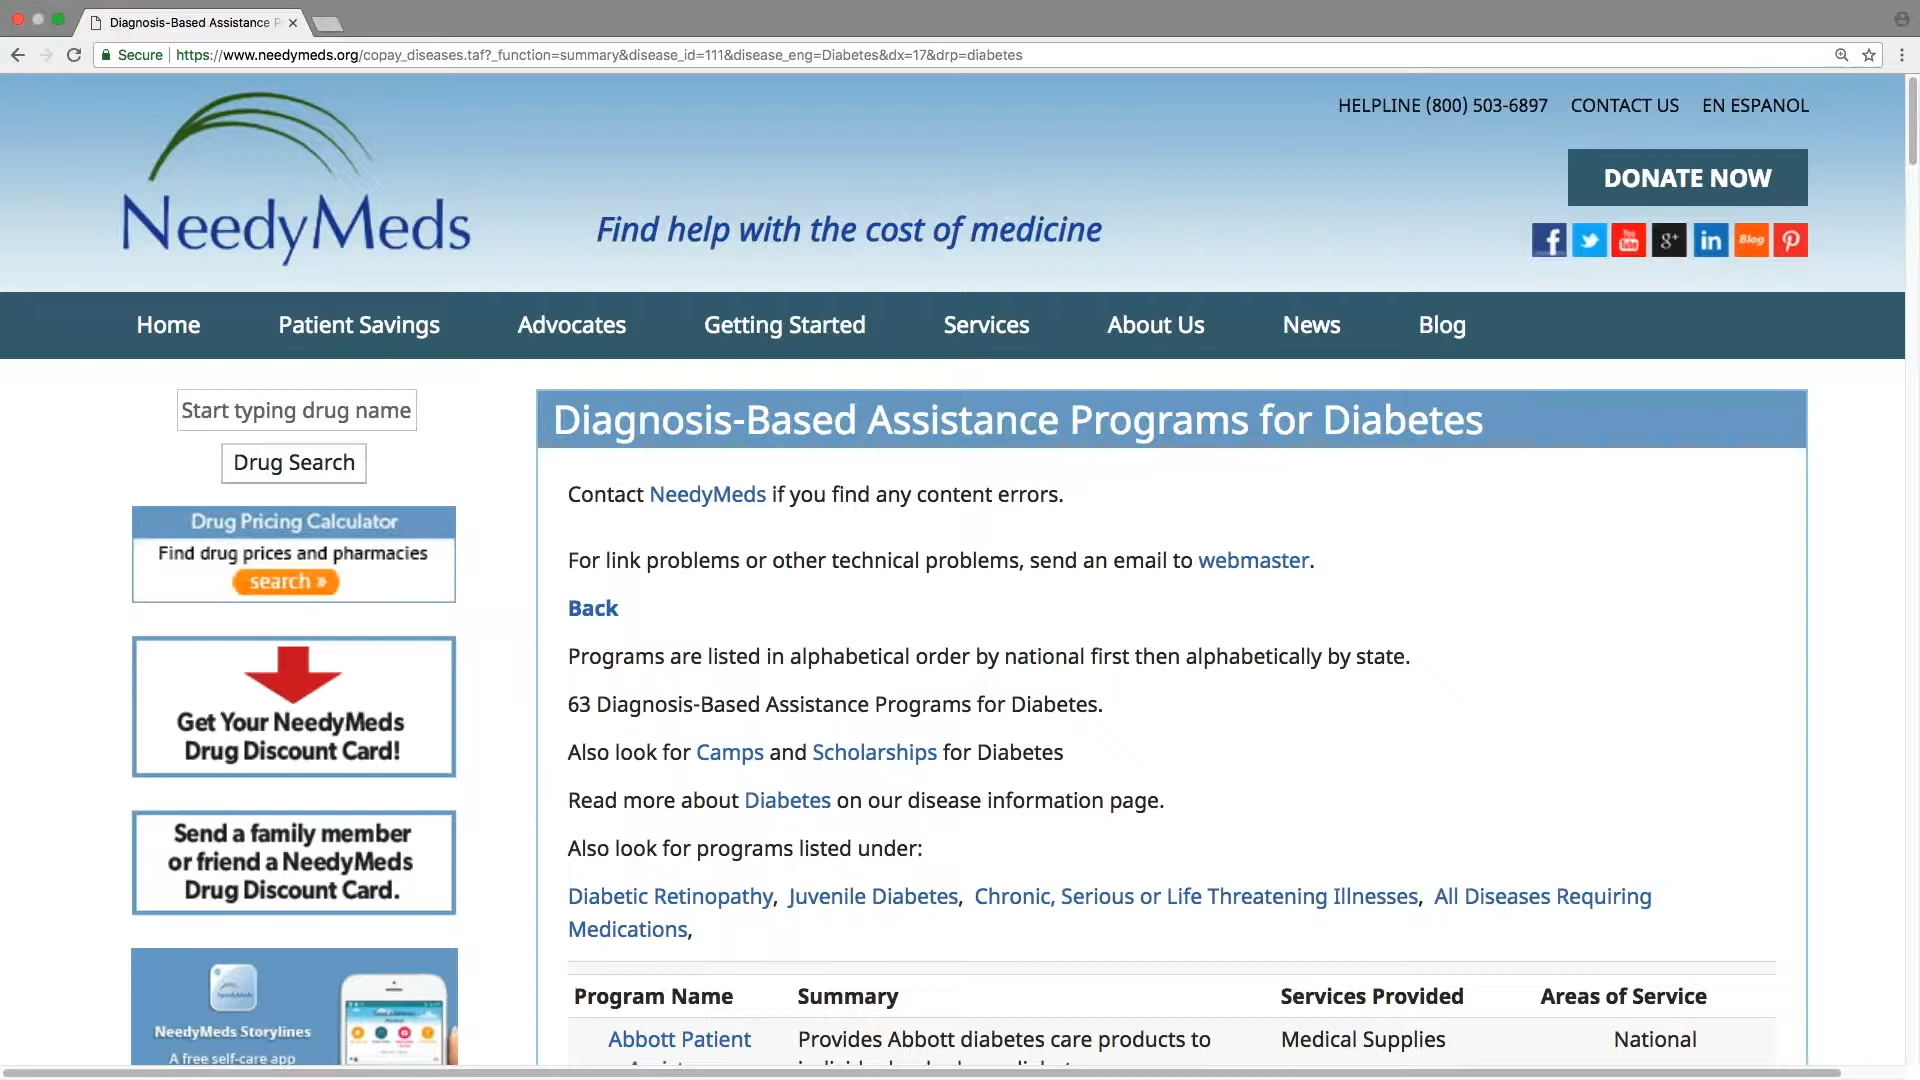 Diagnosis-Based Assistance P
Secure https://www.needymeds.org/copay_diseases.taf?_function=summary&disease_id=111&disease_eng=Diabetes&dx=17&drp=diabetes
HELPLINE (800) 503-6897 CONTACT US EN ESPANOL
DONATE NOW
NeedyMeds
Find help with the cost of medicine
f You Tube g+ in Blog
Home Patient Savings Advocates Getting Started Services About Us News Blog
Start typing drug name
Drug Search
Drug Pricing Calculator
Find drug prices and pharmacies
search »
Get Your NeedyMeds
Drug Discount Card!
Send a family member
or friend a NeedyMeds
Drug Discount Card.
NeedyMeds Storylines
A free self-care app
Diagnosis-Based Assistance Programs for Diabetes
Contact NeedyMeds if you find any content errors.
For link problems or other technical problems, send an email to webmaster.
Back
Programs are listed in alphabetical order by national first then alphabetically by state.
63 Diagnosis-Based Assistance Programs for Diabetes.
Also look for Camps and Scholarships for Diabetes
Read more about Diabetes on our disease information page.
Also look for programs listed under:
Diabetic Retinopathy, Juvenile Diabetes, Chronic, Serious or Life Threatening Illnesses, All Diseases Requiring
Medications,
Program Name Summary Services Provided Areas of Service
Abbott Patient Provides Abbott diabetes care products to Medical Supplies National